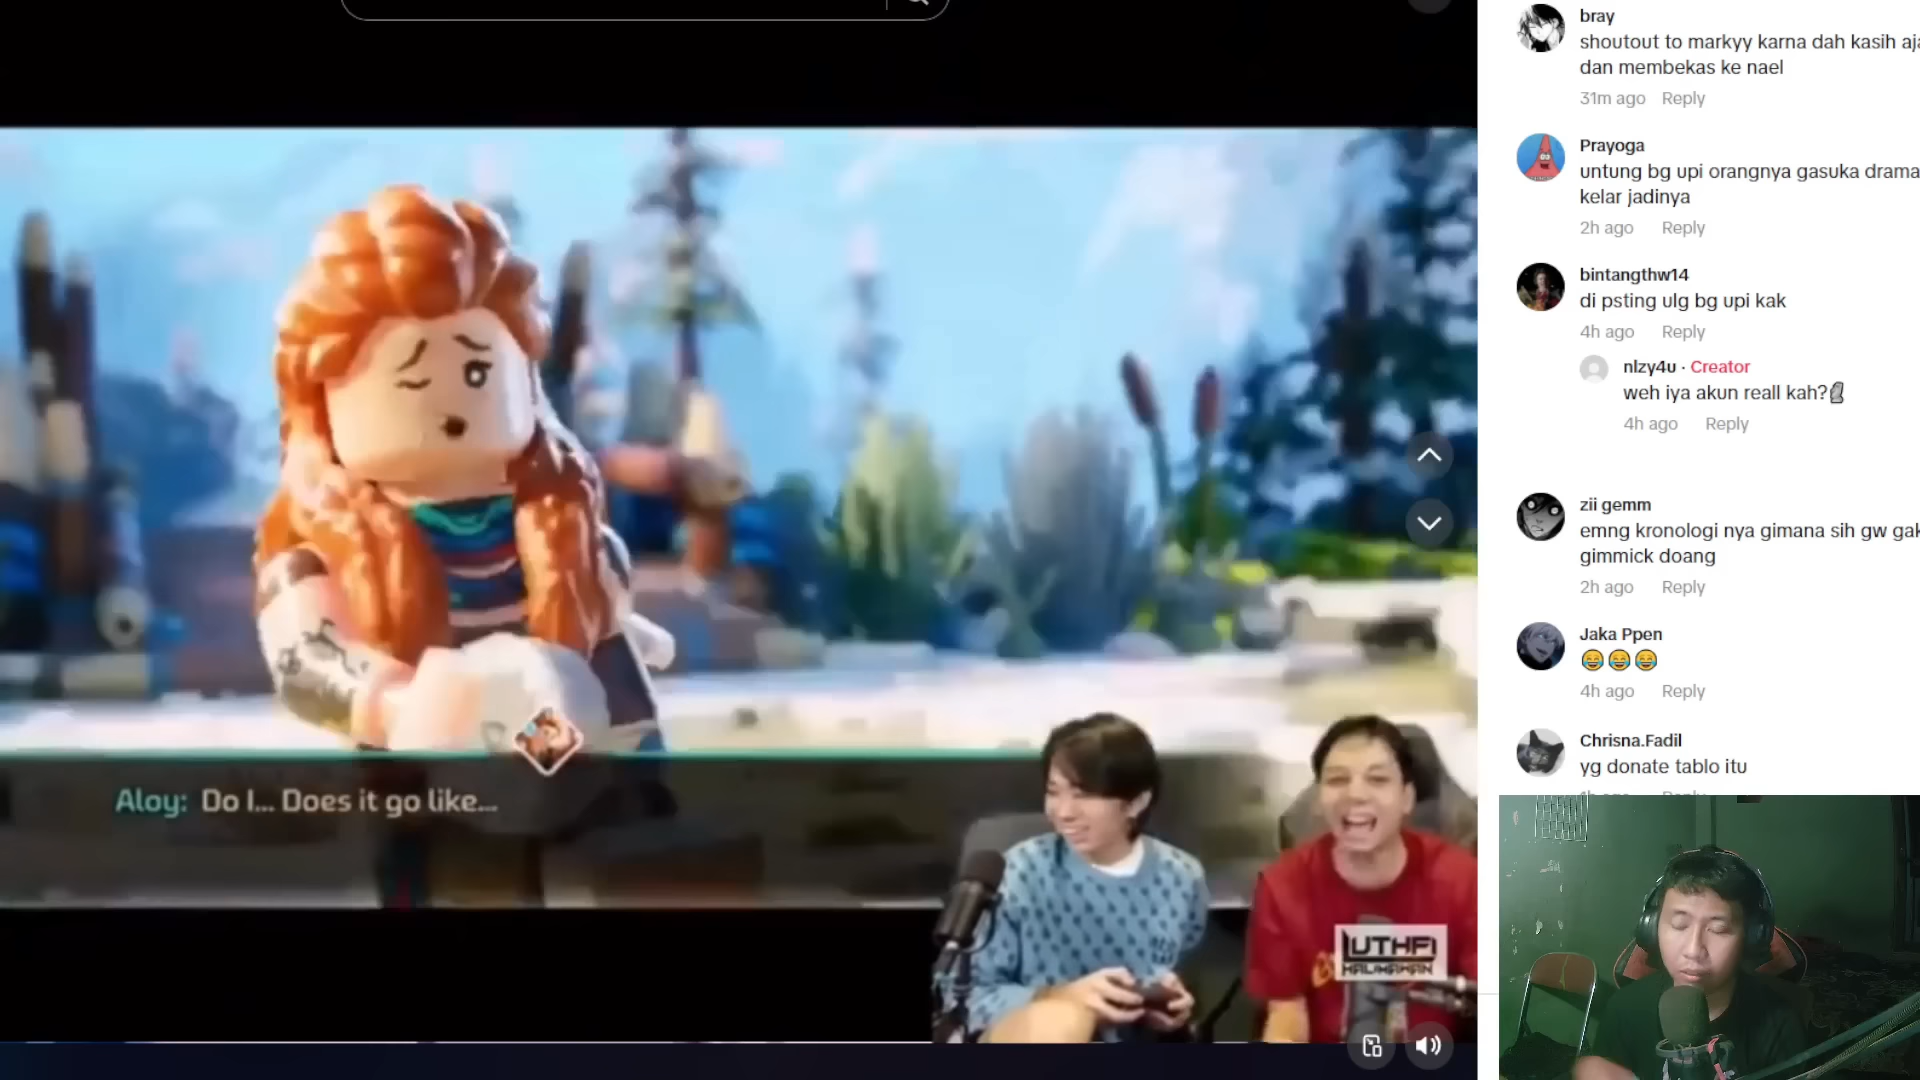 bray
shoutout to markyy karna dah kasih aja
dan membekas ke nael
31m ago Reply
Prayoga
untung bg upi orangnya gasuka drama
kelar jadinya
2h ago Reply
bintangthw14
di psting ulg bg upi kak
4h ago Reply
nlzy4u · Creator
weh iya akun reall kah?🗿
4h ago Reply
zii gemm
emng kronologi nya gimana sih gw gak
gimmick doang
2h ago Reply
Jaka Ppen
😂😂😂
4h ago Reply
Chrisna.Fadil
yg donate tablo itu
Aloy: Do I... Does it go like...
LUTHFI
HALIMAWAN